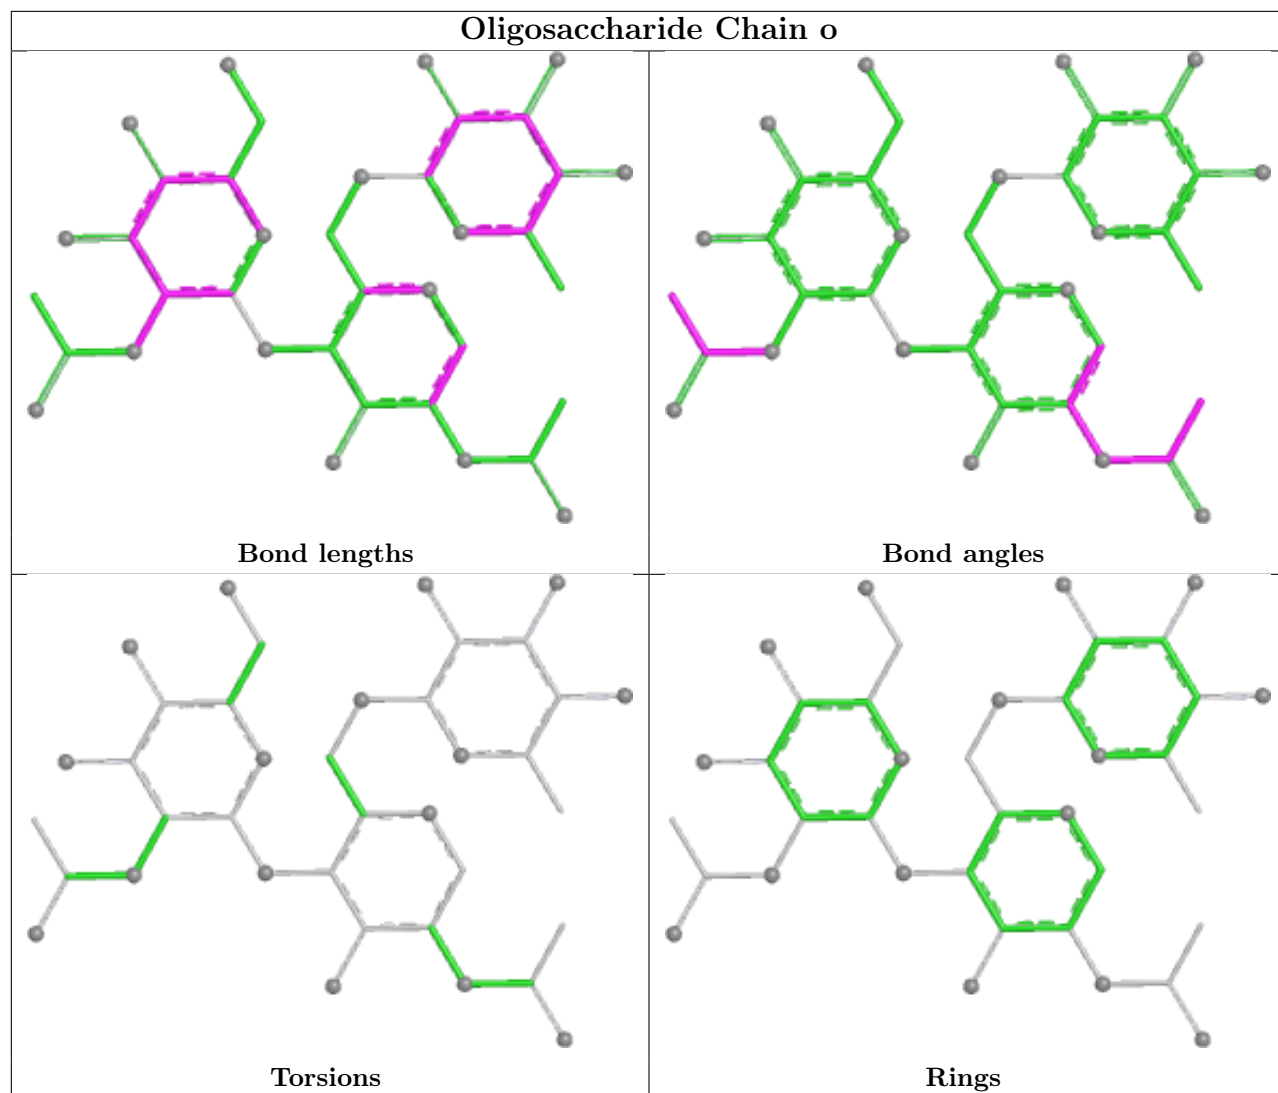 Oligosaccharide Chain o
Bond lengths
Bond angles
Torsions
Rings